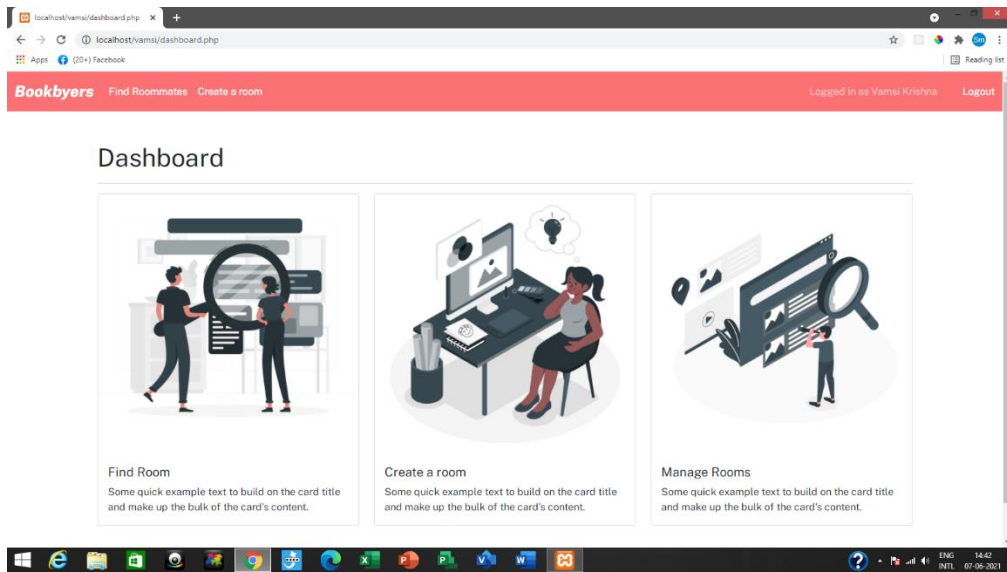 localhost/vamsi/dashboard.php
localhost/vamsi/dashboard.php
Sm
Apps
(20+) Facebook
Reading list
Bookbyers
Find Roommates
Create a room
Logged in as Vamsi Krishna
Logout
Dashboard
Find Room
Some quick example text to build on the card title
and make up the bulk of the card's content.
Create a room
Some quick example text to build on the card title
and make up the bulk of the card's content.
Manage Rooms
Some quick example text to build on the card title
and make up the bulk of the card's content.
ENG
INTL
14:42
07-06-2021